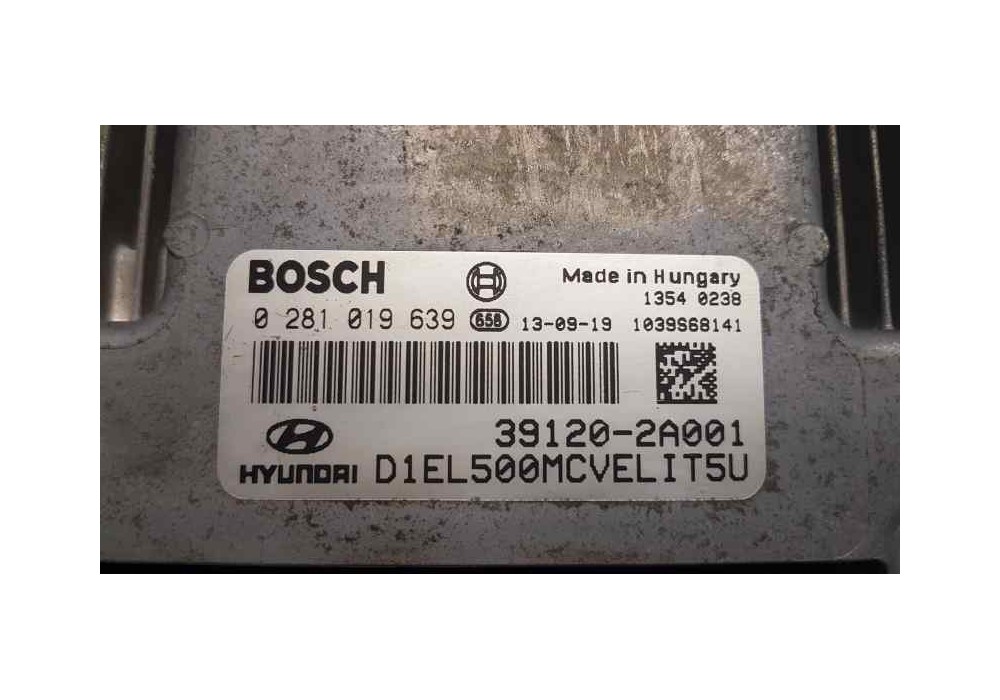 BOSCH
Made in Hungary
1354 0238
0 281 019 639 658 13-09-19 1039S68141
39120-2A001
HYUNDAI D1EL500MCVELIT5U